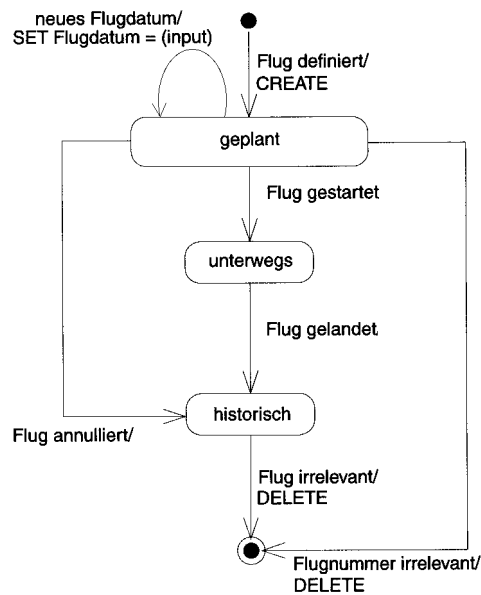 neues Flugdatum/
SET Flugdatum = (input)
Flug definiert/
CREATE
geplant
Flug gestartet
unterwegs
Flug gelandet
historisch
Flug annulliert/
Flug irrelevant/
DELETE
Flugnummer irrelevant/
DELETE